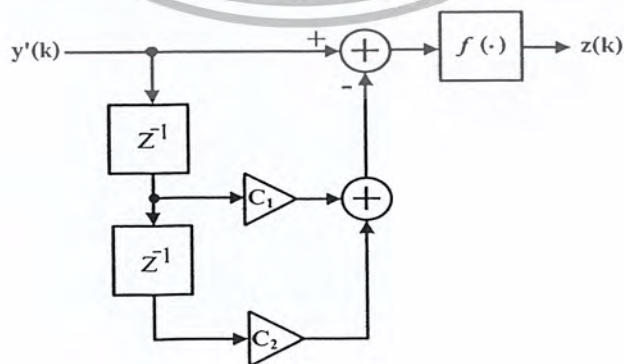 y'(k)
+
+
f(·)
z(k)
-
Z⁻¹
C₁
+
Z⁻¹
C₂